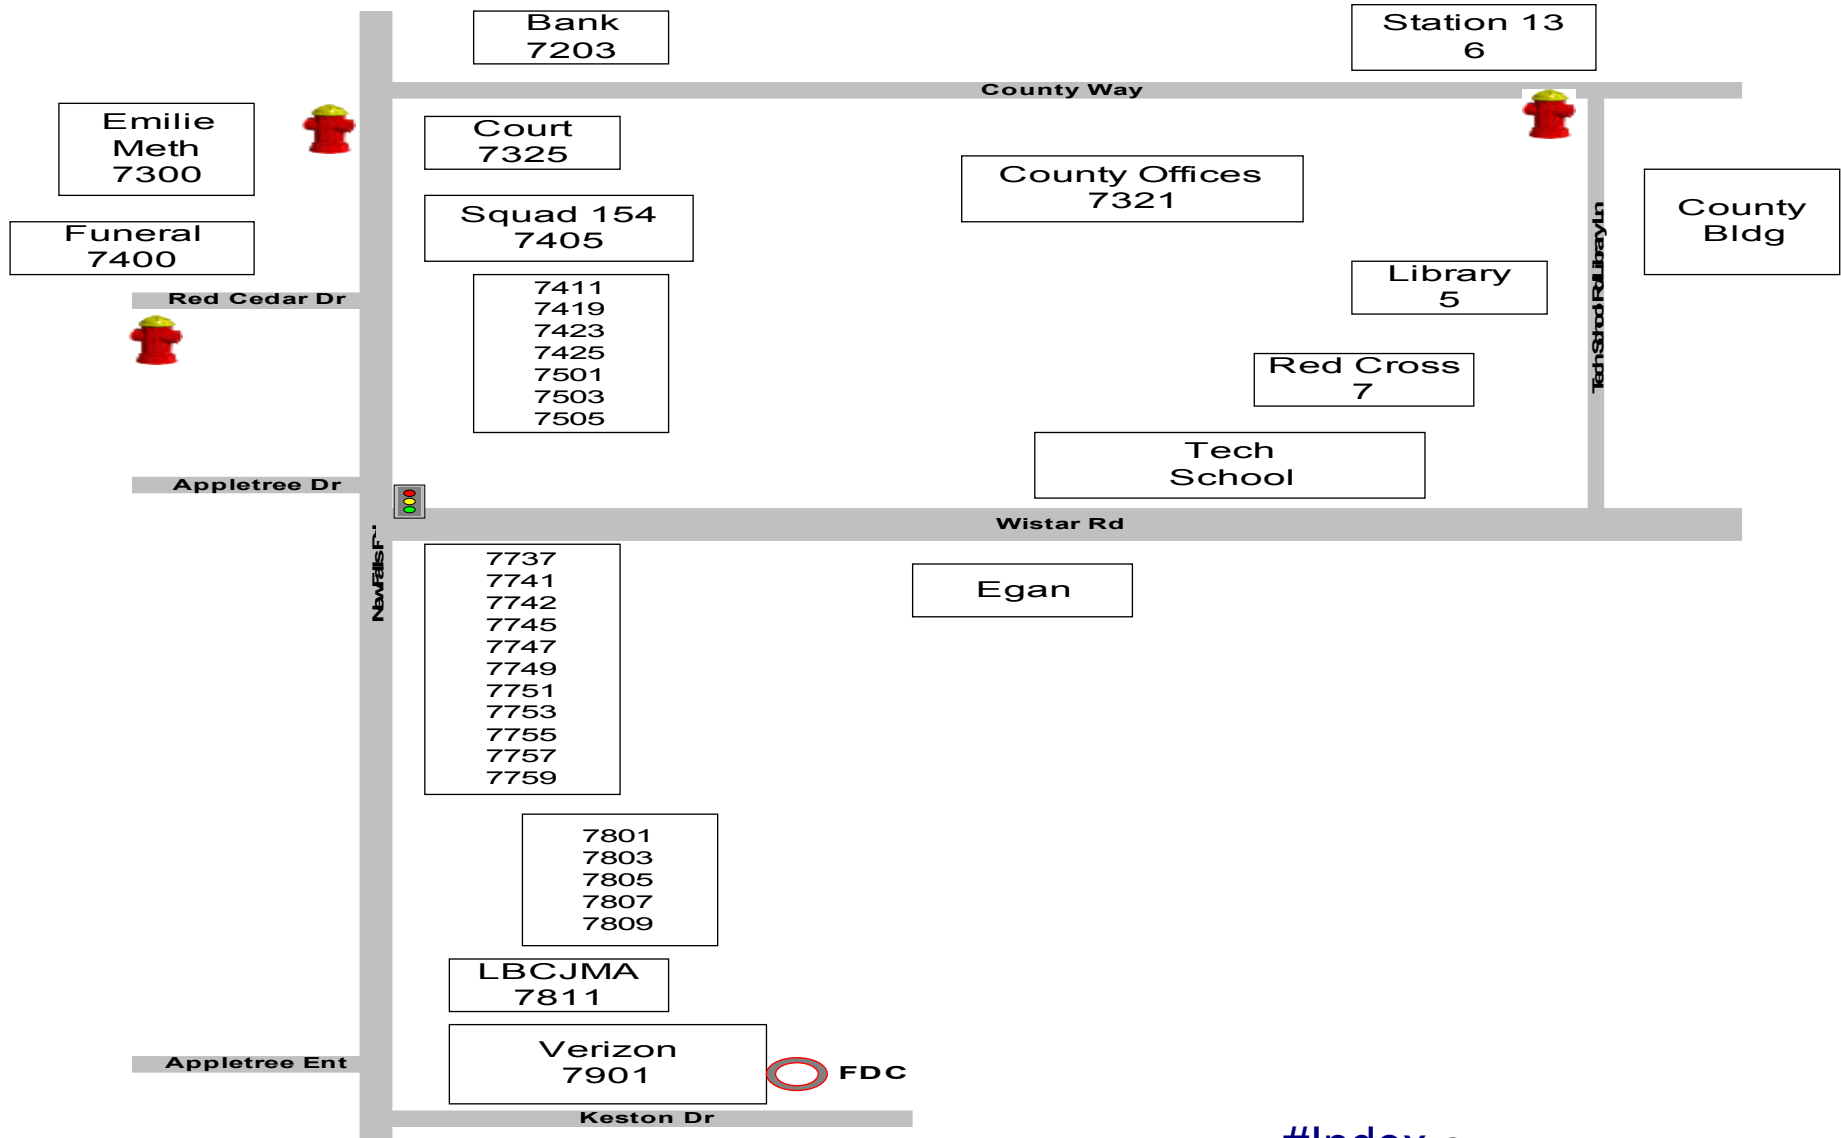 Bank
7203
Station 13
6
County Way
Emilie
Meth
7300
Court
7325
County Offices
7321
Squad 154
7405
County
Bldg
Funeral
7400
Library
5
Red Cedar Dr
7411
7419
7423
7425
7501
7503
7505
Red Cross
7
Tech
School
Appletree Dr
Wistar Rd
7737
7741
7742
7745
7747
7749
7751
7753
7755
7757
7759
Egan
7801
7803
7805
7807
7809
LBCJMA
7811
Verizon
7901
FDC
Appletree Ent
Keston Dr
#Index